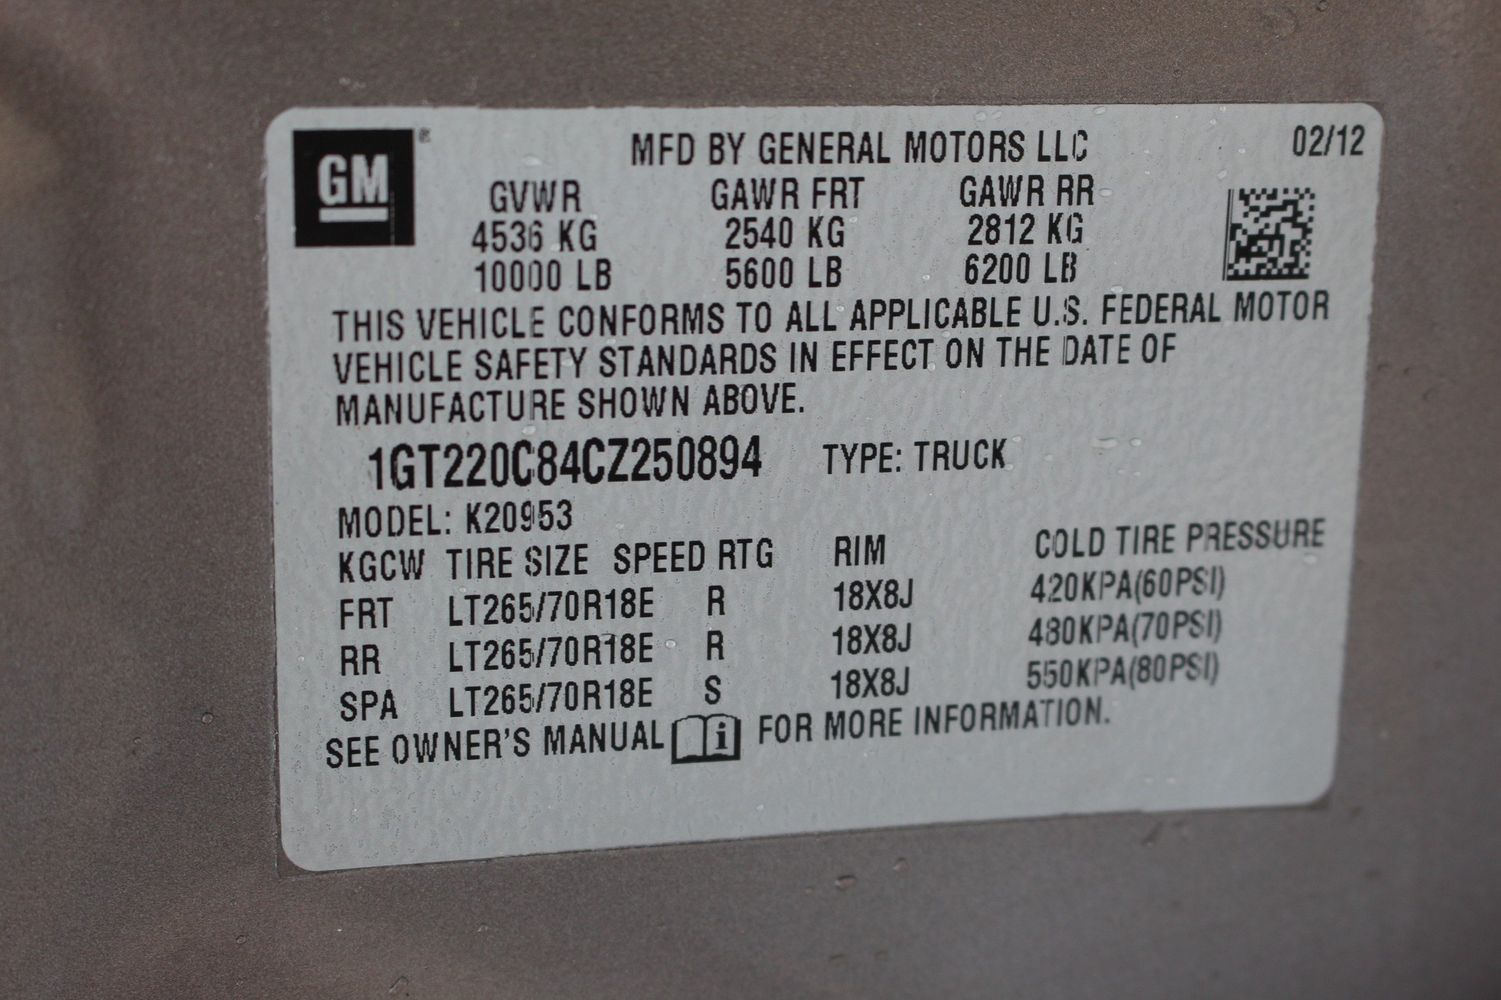 GM ®
MFD BY GENERAL MOTORS LLC 02/12
GVWR GAWR FRT GAWR RR
4536 KG 2540 KG 2812 KG
10000 LB 5600 LB 6200 LB
THIS VEHICLE CONFORMS TO ALL APPLICABLE U.S. FEDERAL MOTOR
VEHICLE SAFETY STANDARDS IN EFFECT ON THE DATE OF
MANUFACTURE SHOWN ABOVE.
1GT220C84CZ250894 TYPE: TRUCK
MODEL: K20953
KGCW TIRE SIZE SPEED RTG RIM COLD TIRE PRESSURE
FRT LT265/70R18E R 18X8J 420KPA(60PSI)
RR LT265/70R18E R 18X8J 480KPA(70PSI)
SPA LT265/70R18E S 18X8J 550KPA(80PSI)
SEE OWNER'S MANUAL i FOR MORE INFORMATION.